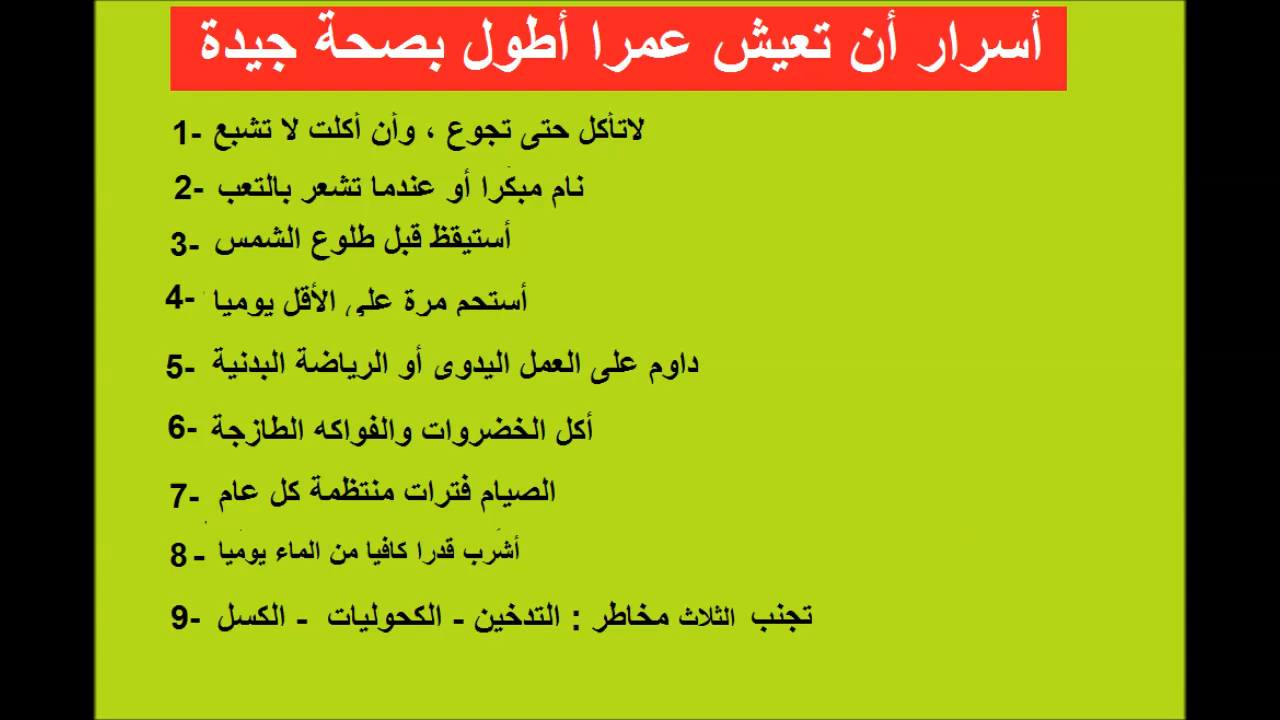 أسرار أن تعيش عمرا أطول بصحة جيدة
1- لاتأكل حتى تجوع ، وأن أكلت لا تشبع
2- نام مبكرا أو عندما تشعر بالتعب
3- أستيقظ قبل طلوع الشمس
4- أستحم مرة على الأقل يوميا
5- داوم على العمل اليدوى أو الرياضة البدنية
6- أكل الخضروات والفواكه الطازجة
7- الصيام فترات منتظمة كل عام
8 - أشرب قدرا كافيا من الماء يوميا
9- تجنب الثلاث مخاطر : التدخين - الكحوليات - الكسل